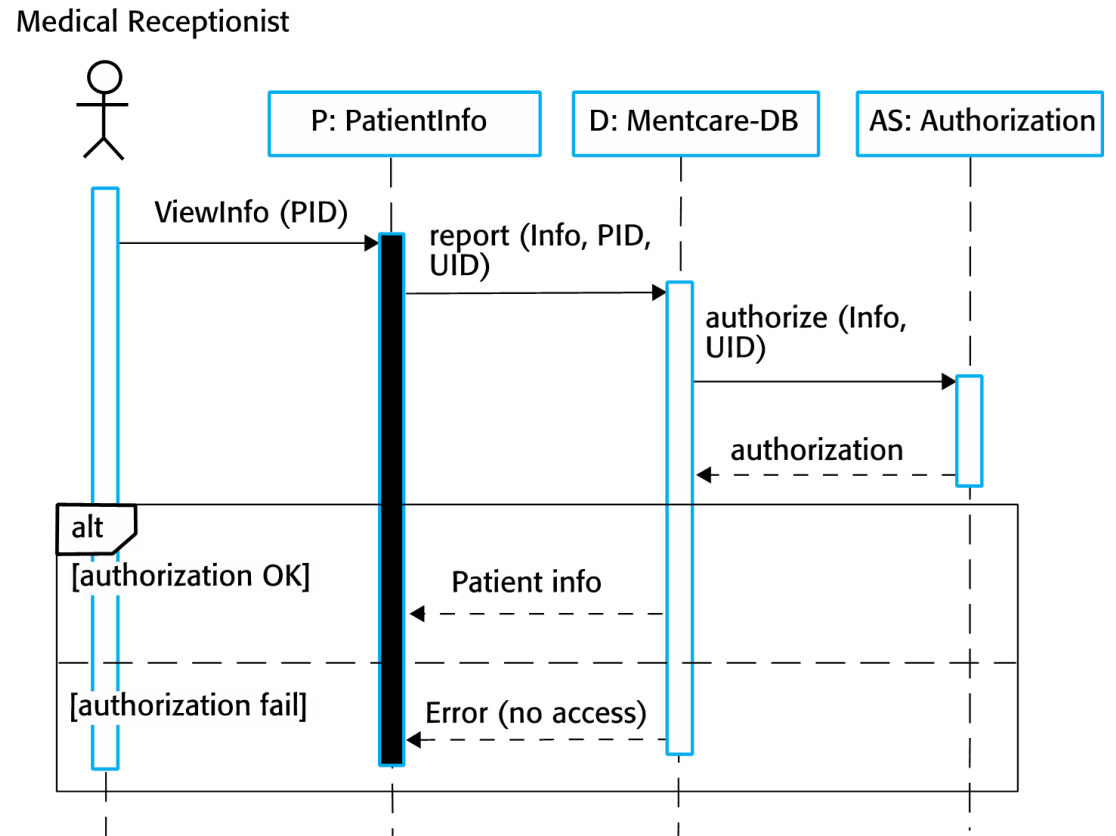 Medical Receptionist
P: PatientInfo
D: Mentcare-DB
AS: Authorization
ViewInfo (PID)
report (Info, PID,
UID)
authorize (Info,
UID)
authorization
alt
[authorization OK]
Patient info
[authorization fail]
Error (no access)